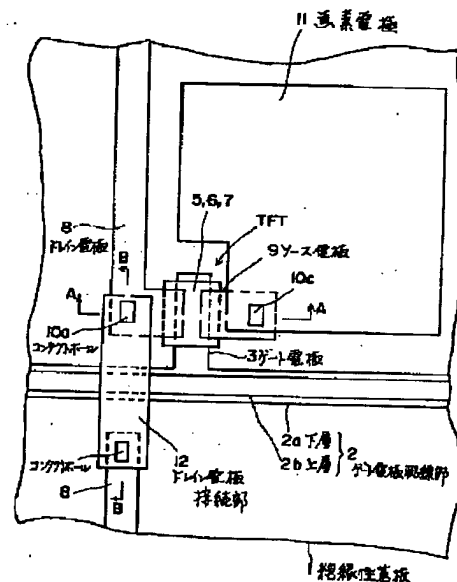 11 画素電極
8
ドレイン電極
5,6,7
TFT
9 ソース電極
B
A
10a
コンタクトホール
10c
A
3 ゲート電極
2a 下層
2b 上層
2
ゲート電極配線部
コンタクトホール
12
ドレイン電極
接続部
8
B
1 絶縁性基板